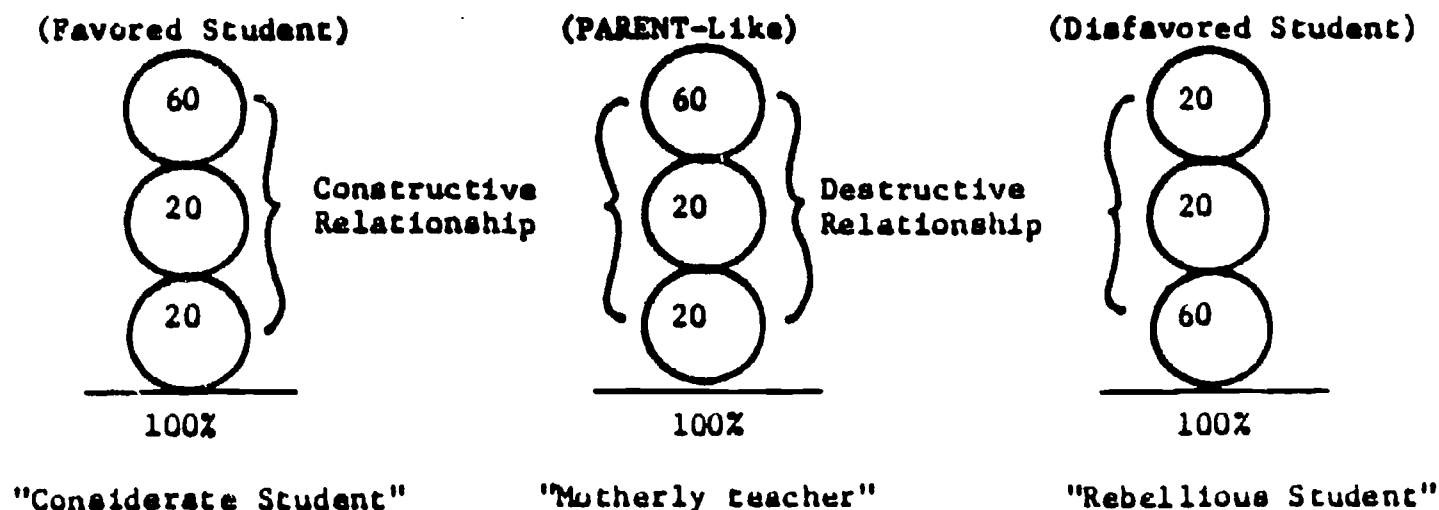 (Favored Student) (PARENT-Like) (Disfavored Student)
60 60 20
Constructive Relationship Destructive Relationship
20 20 20
20 20 60
100% 100% 100%
"Considerate Student" "Motherly teacher" "Rebellious Student"